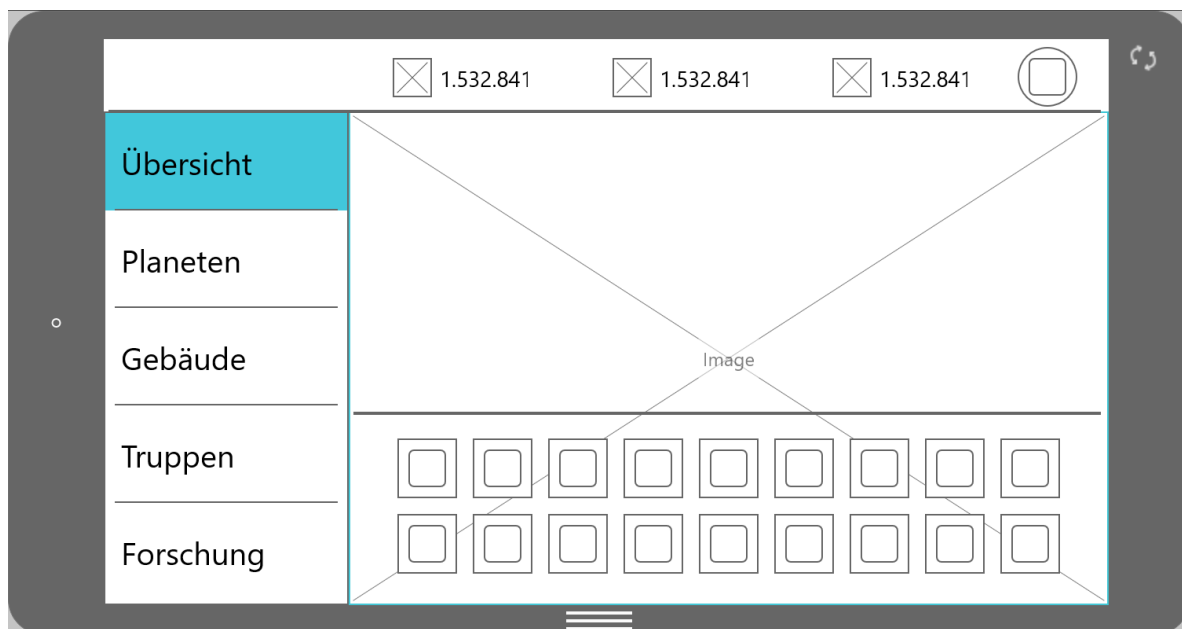 1.532.841 1.532.841 1.532.841
Übersicht
Planeten
Gebäude
Image
Truppen
Forschung